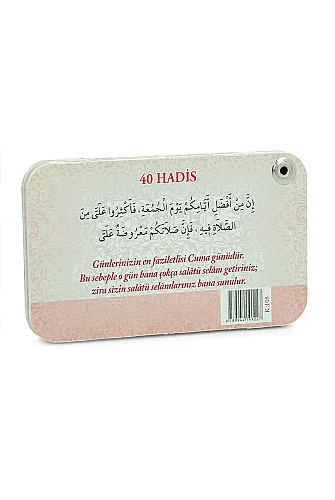 40 HADİS
إِنَّ مِنْ أَفْضَلِ أَيَّامِكُمْ يَوْمَ الْجُمُعَةِ، فَأَكْثِرُوا عَلَيَّ مِنَ
الصَّلَاةِ فِيهِ، فَإِنَّ صَلَاتَكُمْ مَعْرُوضَةٌ عَلَيَّ
Günlerinizin en faziletlisi Cuma günüdür.
Bu sebeple o gün bana çokça salâtü selâm getiriniz;
zira sizin salâtü selâmlarınız bana sunulur.
K:108